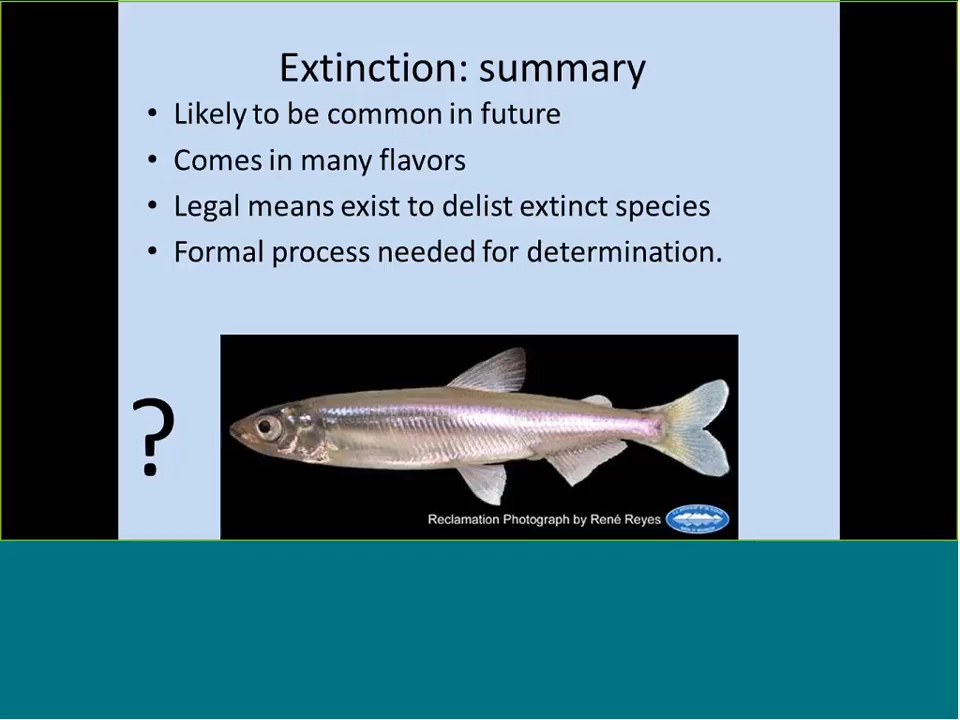 Extinction: summary
• Likely to be common in future
• Comes in many flavors
• Legal means exist to delist extinct species
• Formal process needed for determination.
?
Reclamation Photograph by René Reyes